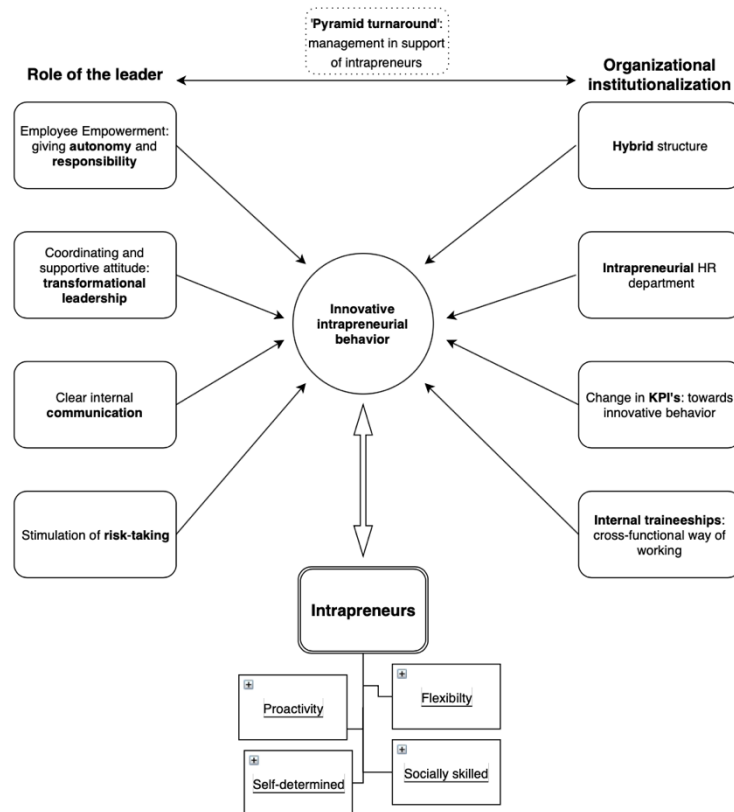 'Pyramid turnaround':
management in support
of intrapreneurs
Role of the leader
Organizational
institutionalization
Employee Empowerment:
giving autonomy and
responsibility
Hybrid structure
Coordinating and
supportive attitude:
transformational
leadership
Innovative
intrapreneurial
behavior
Intrapreneurial HR
department
Clear internal
communication
Change in KPI's: towards
innovative behavior
Stimulation of risk-taking
Internal traineeships:
cross-functional way of
working
Intrapreneurs
Proactivity
Flexibilty
Self-determined
Socially skilled